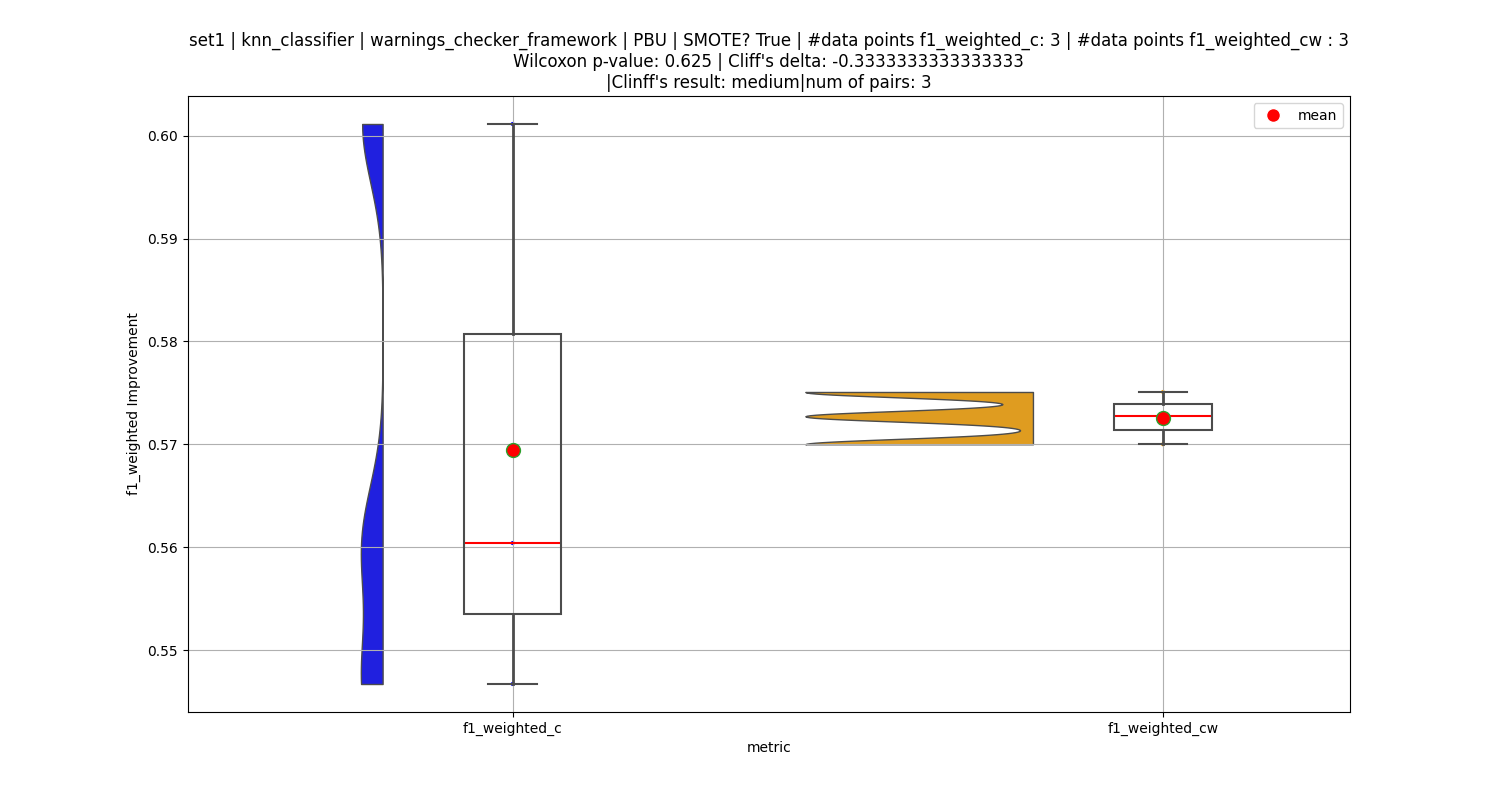 set1 | knn_classifier | warnings_checker_framework | PBU | SMOTE? True | #data points f1_weighted_c: 3 | #data points f1_weighted_cw : 3
Wilcoxon p-value: 0.625 | Cliff's delta: -0.3333333333333333
|Clinff's result: medium|num of pairs: 3
mean
0.60
0.59
0.58
0.57
0.56
0.55
f1_weighted Improvement
f1_weighted_c
f1_weighted_cw
metric